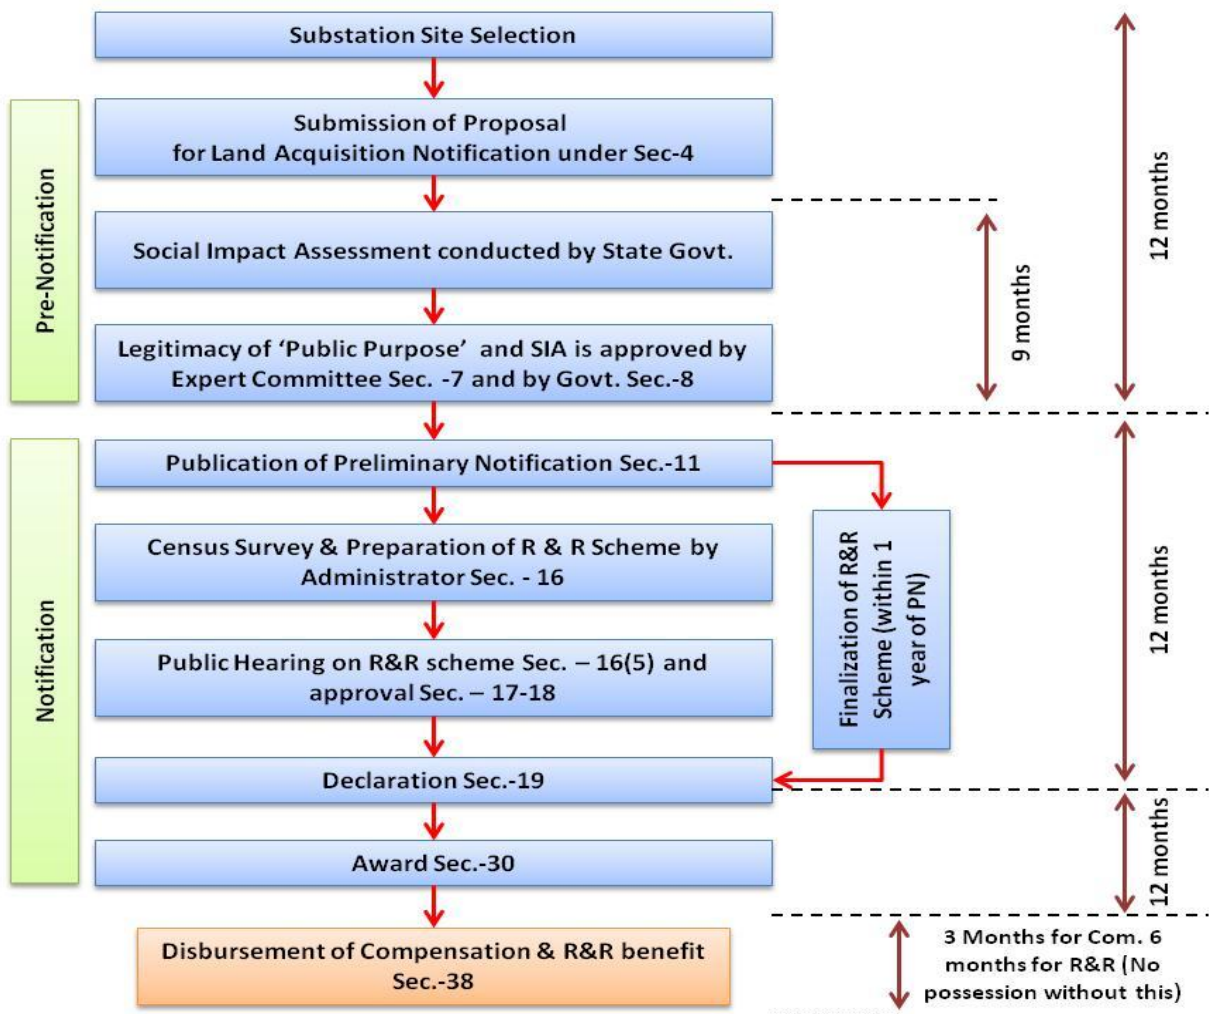 Substation Site Selection
Pre-Notification
Submission of Proposal
for Land Acquisition Notification under Sec-4
Social Impact Assessment conducted by State Govt.
Legitimacy of ‘Public Purpose’ and SIA is approved by
Expert Committee Sec. -7 and by Govt. Sec.-8
9 months
12 months
Notification
Publication of Preliminary Notification Sec.-11
Census Survey & Preparation of R & R Scheme by
Administrator Sec. - 16
Public Hearing on R&R scheme Sec. – 16(5) and
approval Sec. – 17-18
Finalization of R&R
Scheme (within 1
year of PN)
12 months
Declaration Sec.-19
Award Sec.-30
12 months
Disbursement of Compensation & R&R benefit
Sec.-38
3 Months for Com. 6
months for R&R (No
possession without this)